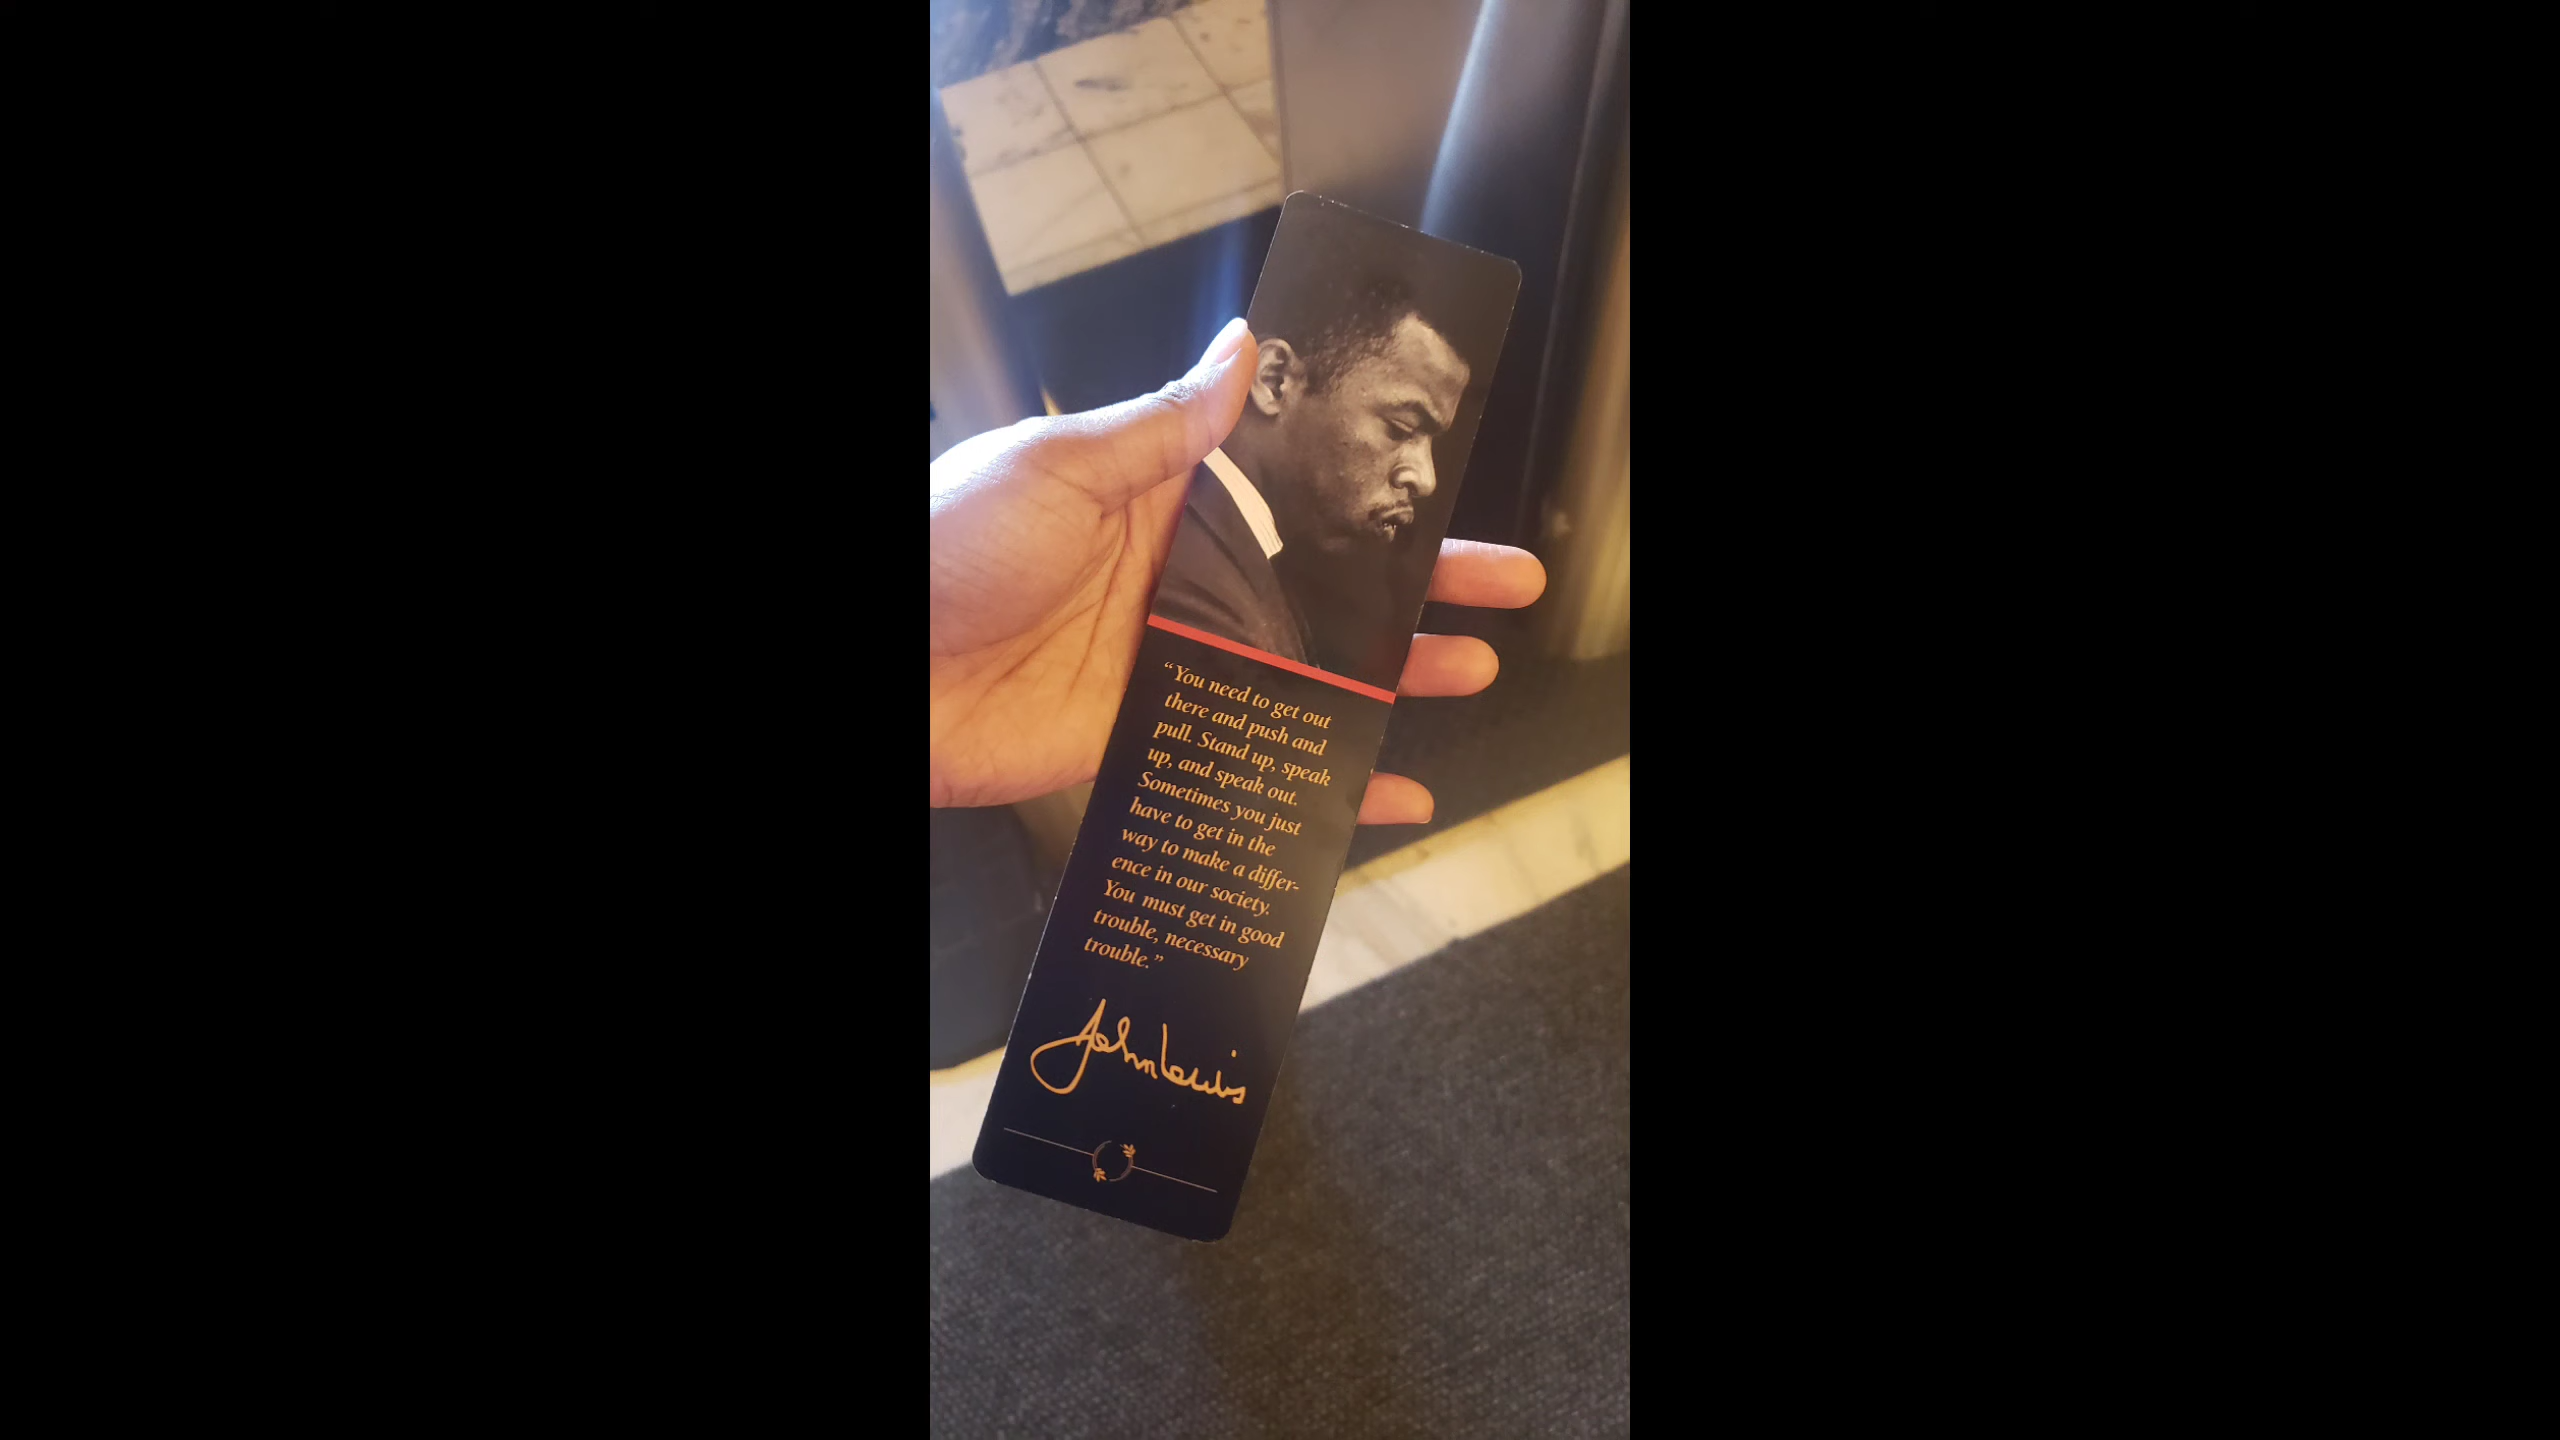 “You need to get out
there and push and
pull. Stand up, speak
up, and speak out.
Sometimes you just
have to get in the
way to make a differ-
ence in our society.
You must get in good
trouble, necessary
trouble.”
John Lewis